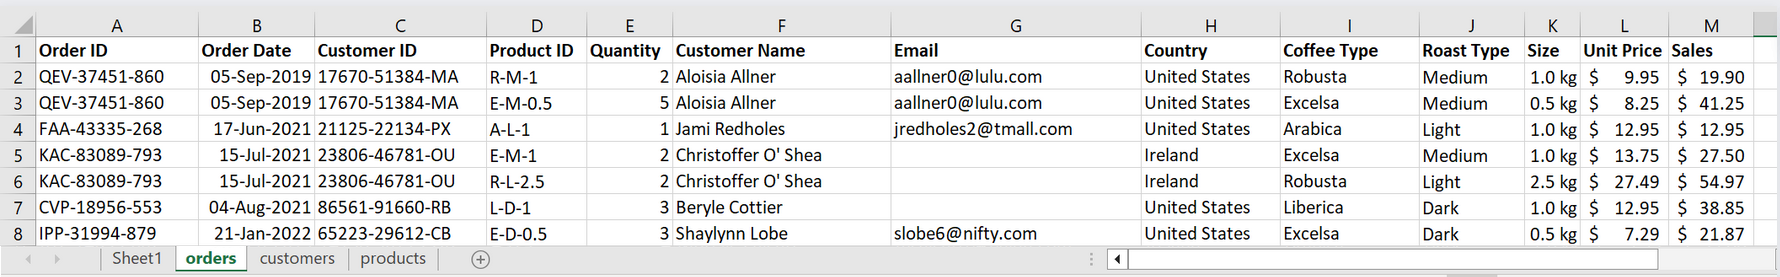 A B C D E F G H I J K L M
1 Order ID Order Date Customer ID Product ID Quantity Customer Name Email Country Coffee Type Roast Type Size Unit Price Sales
2 QEV-37451-860 05-Sep-2019 17670-51384-MA R-M-1 2 Aloisia Allner aallner0@lulu.com United States Robusta Medium 1.0 kg $ 9.95 $ 19.90
3 QEV-37451-860 05-Sep-2019 17670-51384-MA E-M-0.5 5 Aloisia Allner aallner0@lulu.com United States Excelsa Medium 0.5 kg $ 8.25 $ 41.25
4 FAA-43335-268 17-Jun-2021 21125-22134-PX A-L-1 1 Jami Redholes jredholes2@tmall.com United States Arabica Light 1.0 kg $ 12.95 $ 12.95
5 KAC-83089-793 15-Jul-2021 23806-46781-OU E-M-1 2 Christoffer O' Shea Ireland Excelsa Medium 1.0 kg $ 13.75 $ 27.50
6 KAC-83089-793 15-Jul-2021 23806-46781-OU R-L-2.5 2 Christoffer O' Shea Ireland Robusta Light 2.5 kg $ 27.49 $ 54.97
7 CVP-18956-553 04-Aug-2021 86561-91660-RB L-D-1 3 Beryle Cottier United States Liberica Dark 1.0 kg $ 12.95 $ 38.85
8 IPP-31994-879 21-Jan-2022 65223-29612-CB E-D-0.5 3 Shaylynn Lobe slobe6@nifty.com United States Excelsa Dark 0.5 kg $ 7.29 $ 21.87
Sheet1 orders customers products